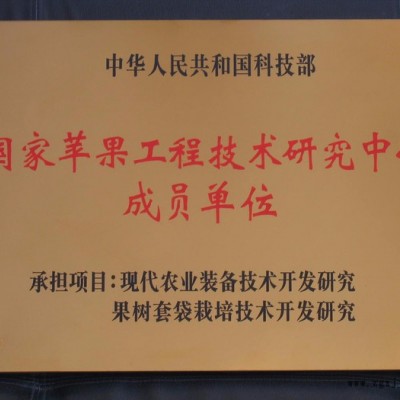 中华人民共和国科技部
国家苹果工程技术研究中心
成员单位
承担项目:现代农业装备技术开发研究
果树套袋栽培技术开发研究